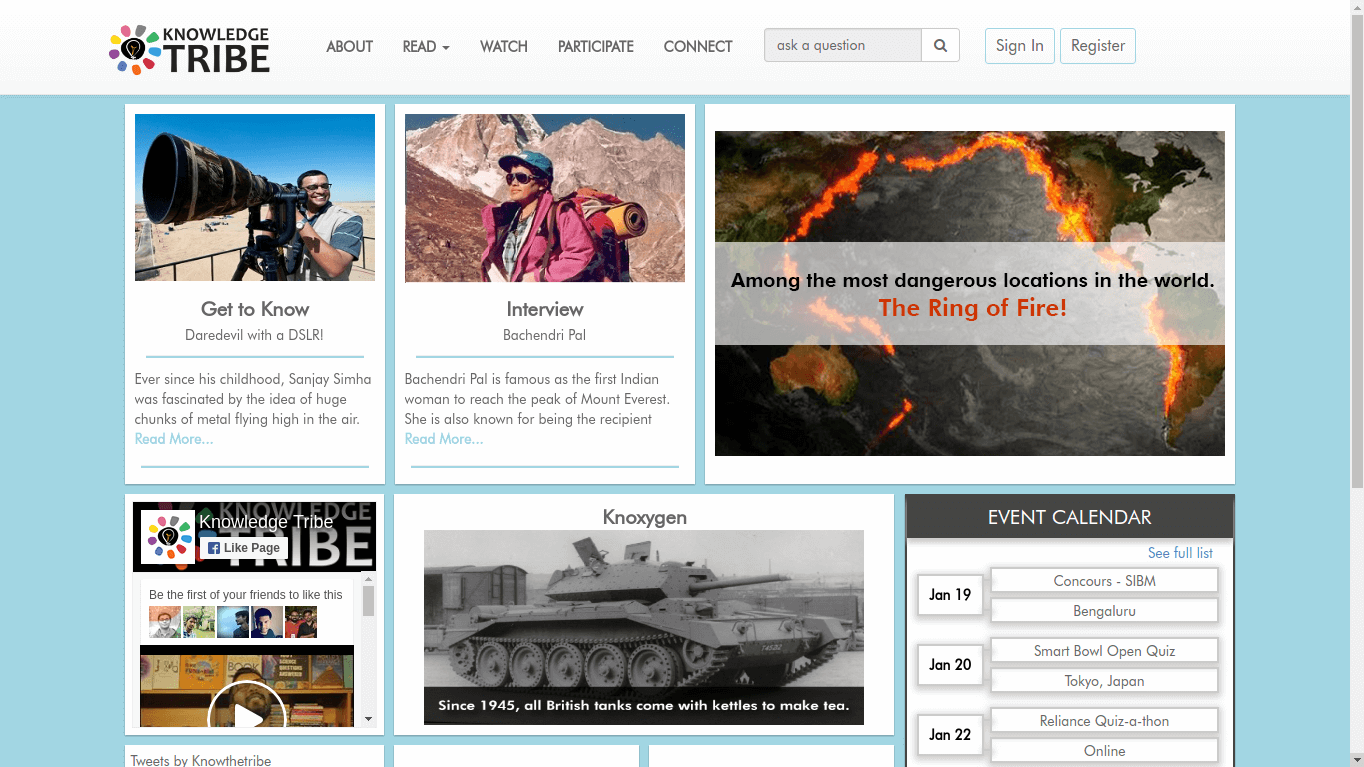 KNOWLEDGE
TRIBE
ABOUT
READ
WATCH
PARTICIPATE
CONNECT
ask a question
Sign In
Register
Get to Know
Daredevil with a DSLR!
Ever since his childhood, Sanjay Simha
was fascinated by the idea of huge
chunks of metal flying high in the air.
Read More...
Interview
Bachendri Pal
Bachendri Pal is famous as the first Indian
woman to reach the peak of Mount Everest.
She is also known for being the recipient
Read More...
Among the most dangerous locations in the world.
The Ring of Fire!
KNOWLEDGE
TRIBE
Knowledge Tribe
Like Page
Be the first of your friends to like this
Knoxygen
Since 1945, all British tanks come with kettles to make tea.
EVENT CALENDAR
See full list
Jan 19
Concours - SIBM
Bengaluru
Jan 20
Smart Bowl Open Quiz
Tokyo, Japan
Jan 22
Reliance Quiz-a-thon
Online
Tweets by Knowthetribe